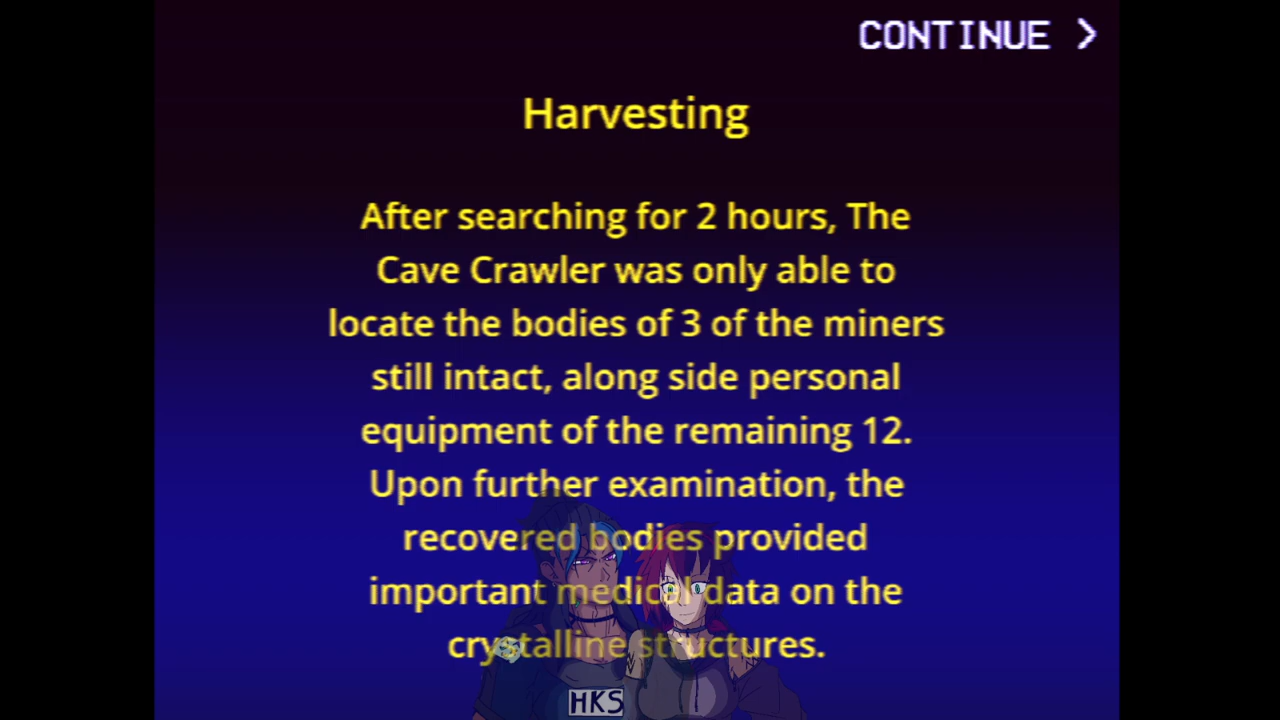 CONTINUE >
Harvesting
After searching for 2 hours, The
Cave Crawler was only able to
locate the bodies of 3 of the miners
still intact, along side personal
equipment of the remaining 12.
Upon further examination, the
recovered bodies provided
important medical data on the
crystalline structures.
HKS